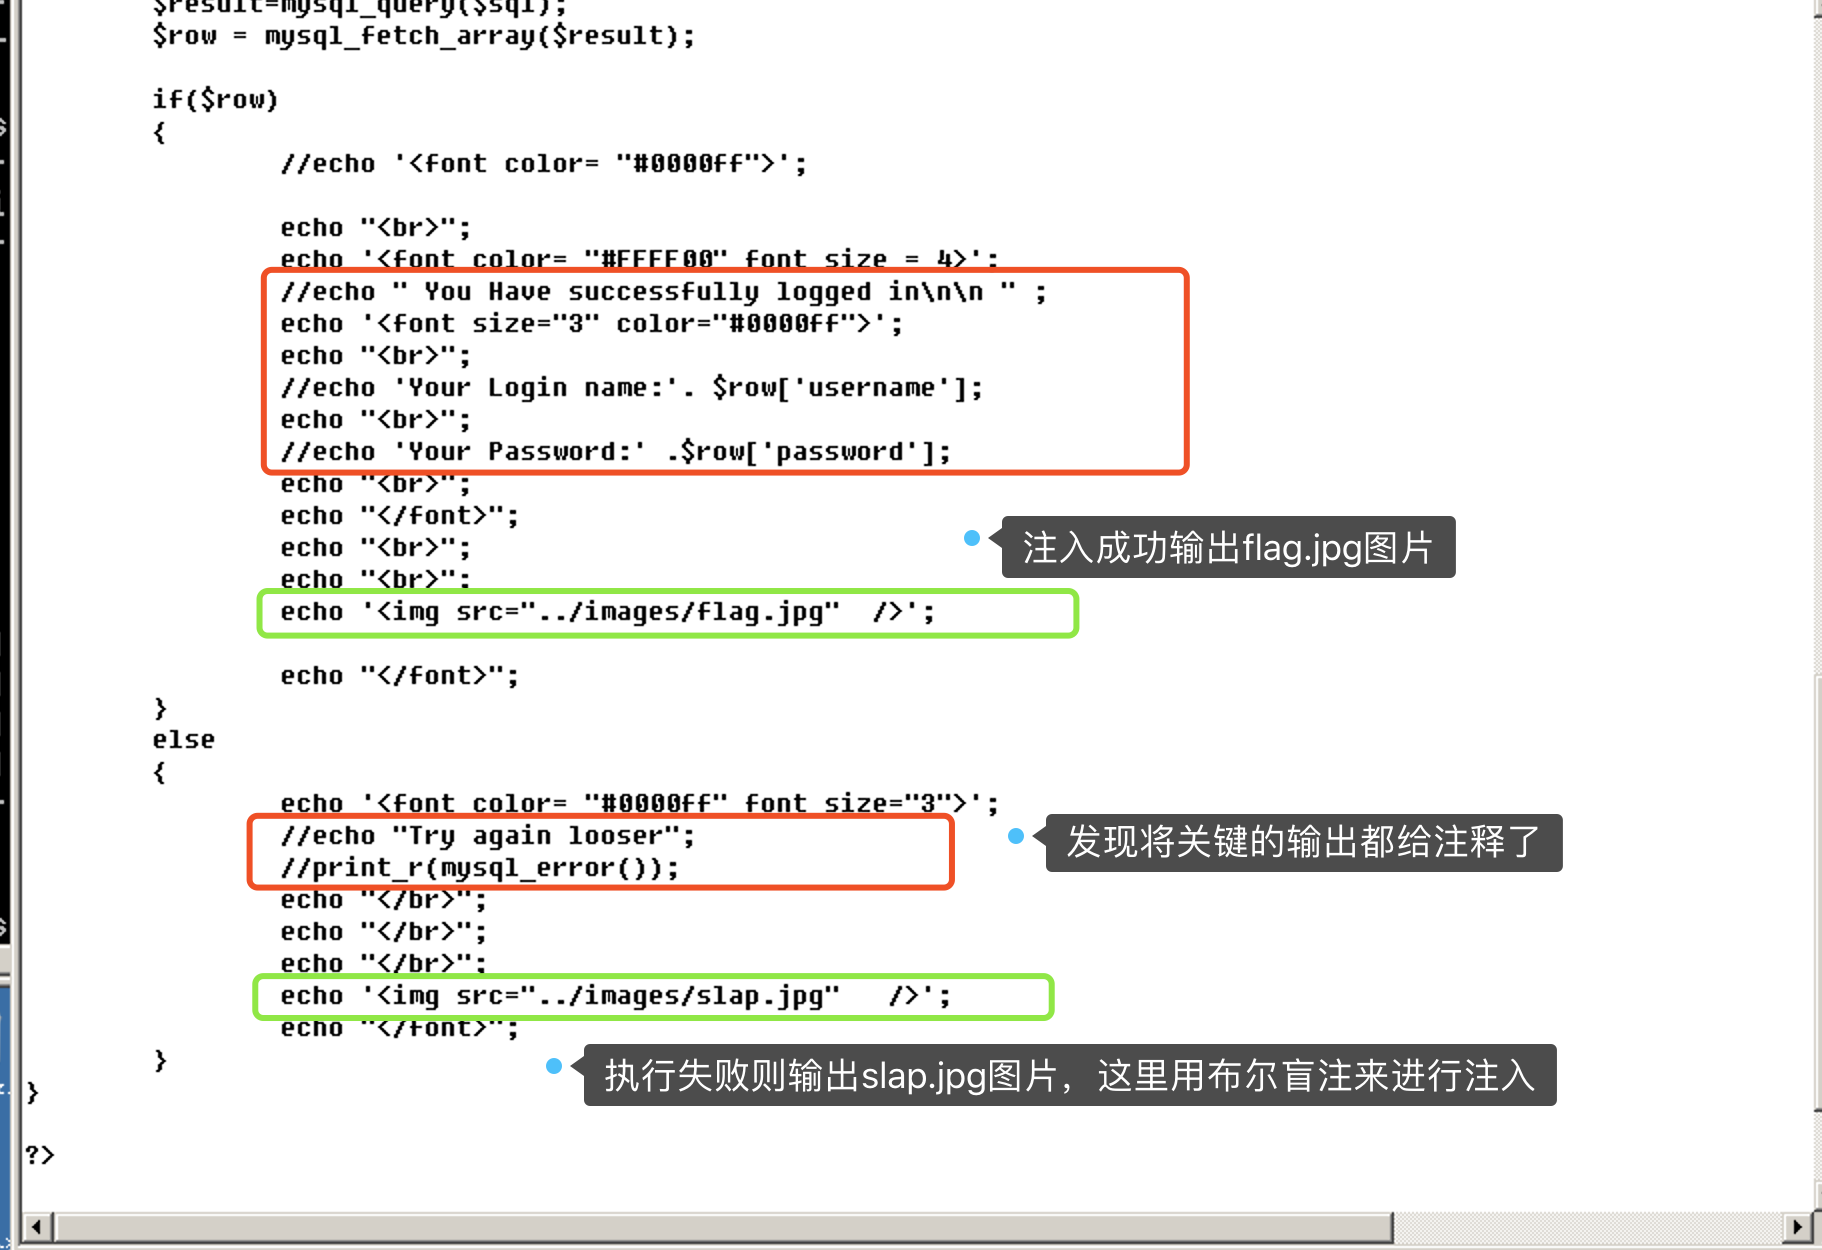 $result=mysql_query($sql);
$row = mysql_fetch_array($result);
if($row)
{
//echo '<font color= "#0000ff">';
echo "<br>";
echo '<font color= "#FFFF00" font size = 4>';
//echo " You Have successfully logged in\n\n " ;
echo '<font size="3" color="#0000ff">';
echo "<br>";
//echo 'Your Login name:'. $row['username'];
echo "<br>";
//echo 'Your Password:' .$row['password'];
echo "<br>";
echo "</font>";
echo "<br>";
注入成功输出flag.jpg图片
echo "<br>";
echo '<img src="../images/flag.jpg"  />';
echo "</font>";
}
else
{
echo '<font color= "#0000ff" font size="3">';
//echo "Try again looser";
发现将关键的输出都给注释了
//print_r(mysql_error());
echo "</br>";
echo "</br>";
echo "</br>";
echo '<img src="../images/slap.jpg"   />';
echo "</font>";
}
执行失败则输出slap.jpg图片，这里用布尔盲注来进行注入
}
?>